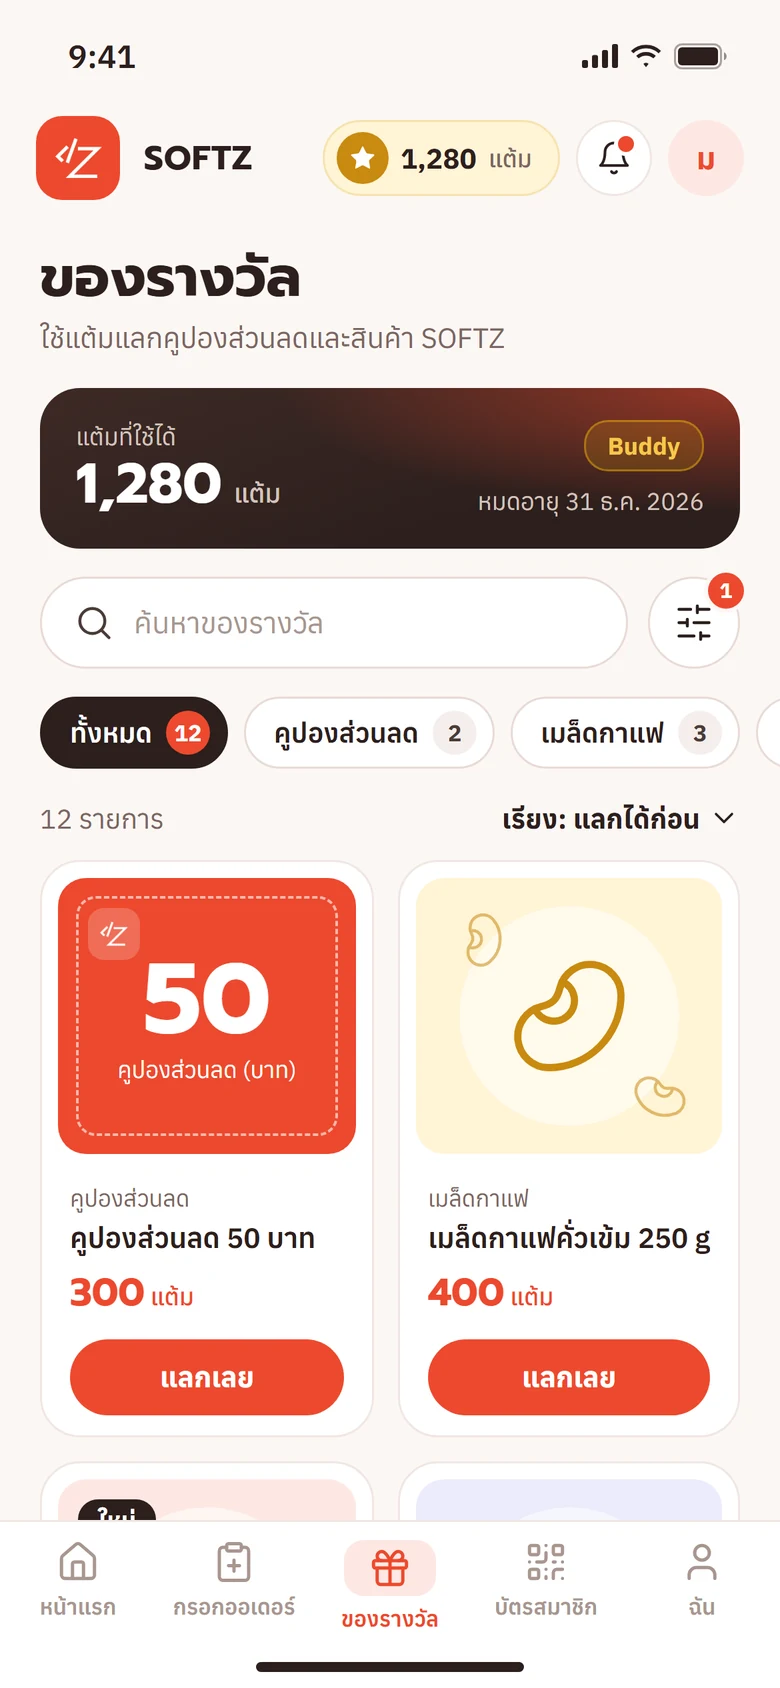 9:41
SOFTZ
1,280 แต้ม
ม
ของรางวัล
ใช้แต้มแลกคูปองส่วนลดและสินค้า SOFTZ
แต้มที่ใช้ได้
1,280 แต้ม
Buddy
หมดอายุ 31 ธ.ค. 2026
ค้นหาของรางวัล
1
ทั้งหมด 12
คูปองส่วนลด 2
เมล็ดกาแฟ 3
12 รายการ
เรียง: แลกได้ก่อน
50
คูปองส่วนลด (บาท)
คูปองส่วนลด
คูปองส่วนลด 50 บาท
300 แต้ม
แลกเลย
เมล็ดกาแฟ
เมล็ดกาแฟคั่วเข้ม 250 g
400 แต้ม
แลกเลย
ใหม่
หน้าแรก
กรอกออเดอร์
ของรางวัล
บัตรสมาชิก
ฉัน